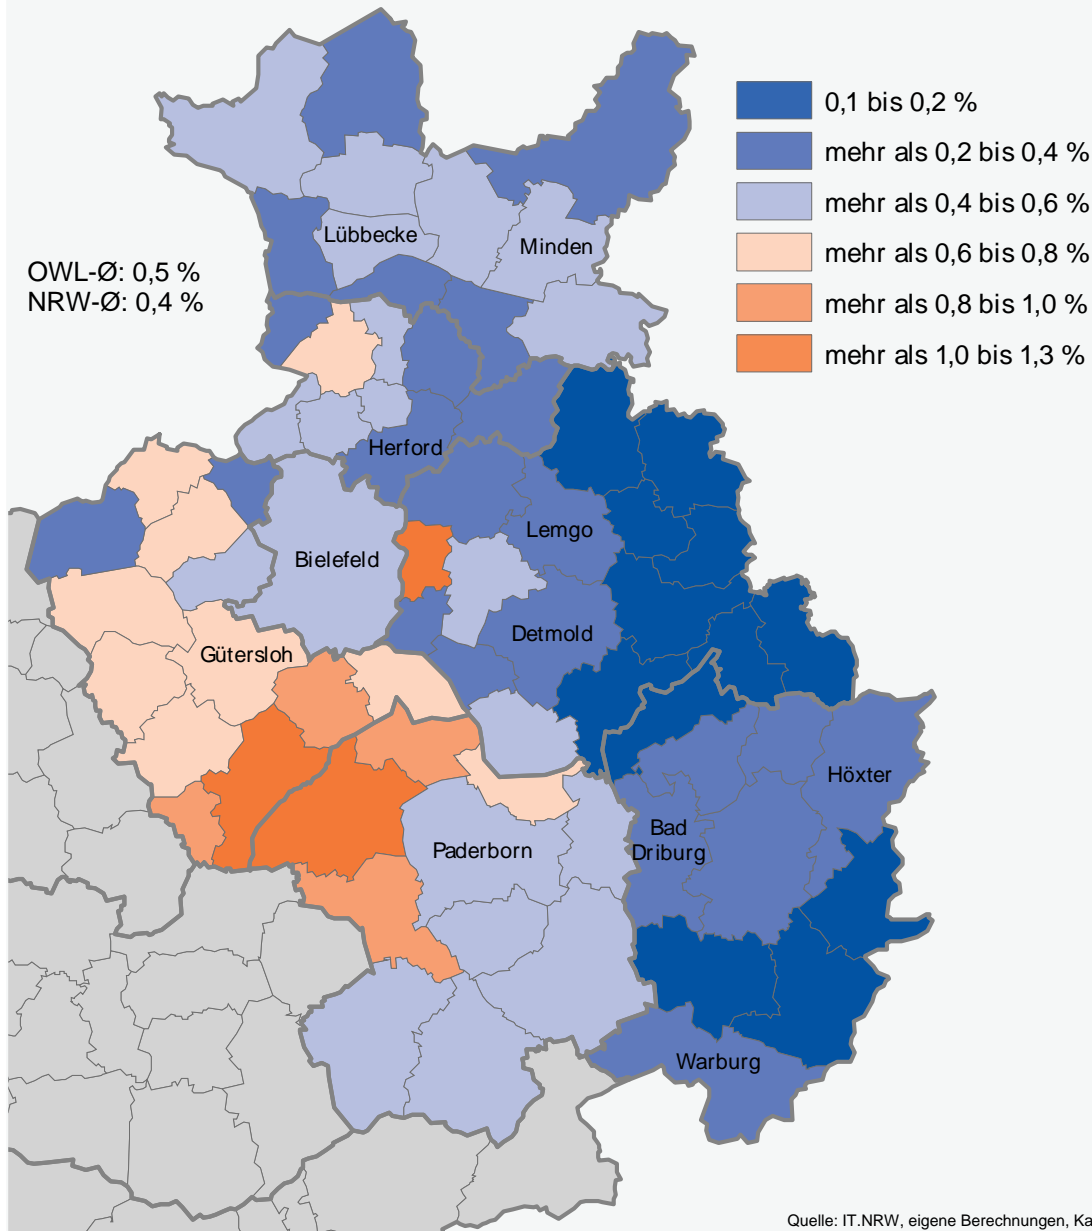 0,1 bis 0,2 %
mehr als 0,2 bis 0,4 %
mehr als 0,4 bis 0,6 %
mehr als 0,6 bis 0,8 %
mehr als 0,8 bis 1,0 %
mehr als 1,0 bis 1,3 %
OWL-Ø: 0,5 %
NRW-Ø: 0,4 %
Lübbecke
Minden
Herford
Lemgo
Bielefeld
Detmold
Gütersloh
Höxter
Bad
Driburg
Paderborn
Warburg
Quelle: IT.NRW, eigene Berechnungen, Ka